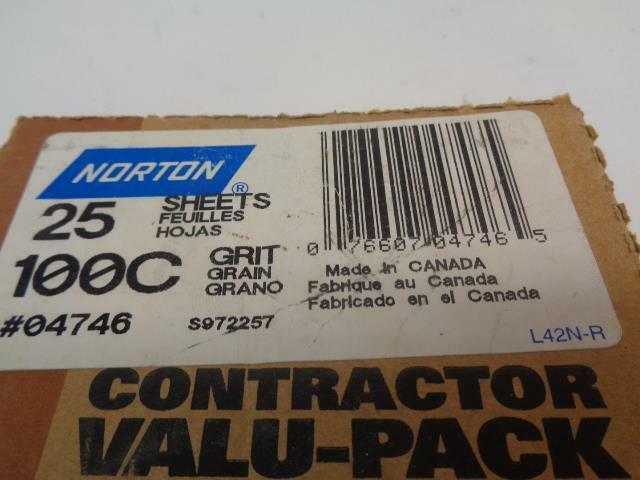 NORTON®
25 SHEETS
FEUILLES
HOJAS
100C GRIT
GRAIN
GRANO
#04746 S972257
0 76607 04746 5
Made in CANADA
Fabrique au Canada
Fabricado en el Canada
L42N-R
CONTRACTOR
VALU-PACK